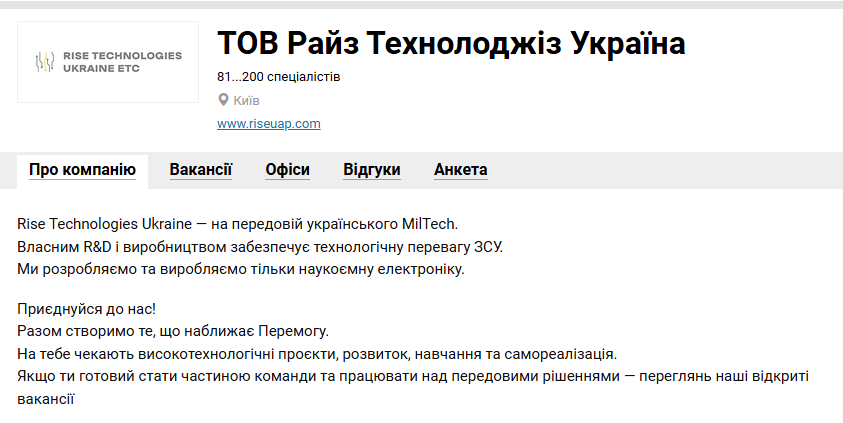 RISE TECHNOLOGIES
UKRAINE ETC
ТОВ Райз Технолоджіз Україна
81...200 спеціалістів
Київ
www.riseuap.com
Про компанію Вакансії Офіси Відгуки Анкета
Rise Technologies Ukraine — на передовій українського MilTech.
Власним R&D і виробництвом забезпечує технологічну перевагу ЗСУ.
Ми розробляємо та виробляємо тільки наукоємну електроніку.
Приєднуйся до нас!
Разом створимо те, що наближає Перемогу.
На тебе чекають високотехнологічні проєкти, розвиток, навчання та самореалізація.
Якщо ти готовий стати частиною команди та працювати над передовими рішеннями — переглянь наші відкриті
вакансії